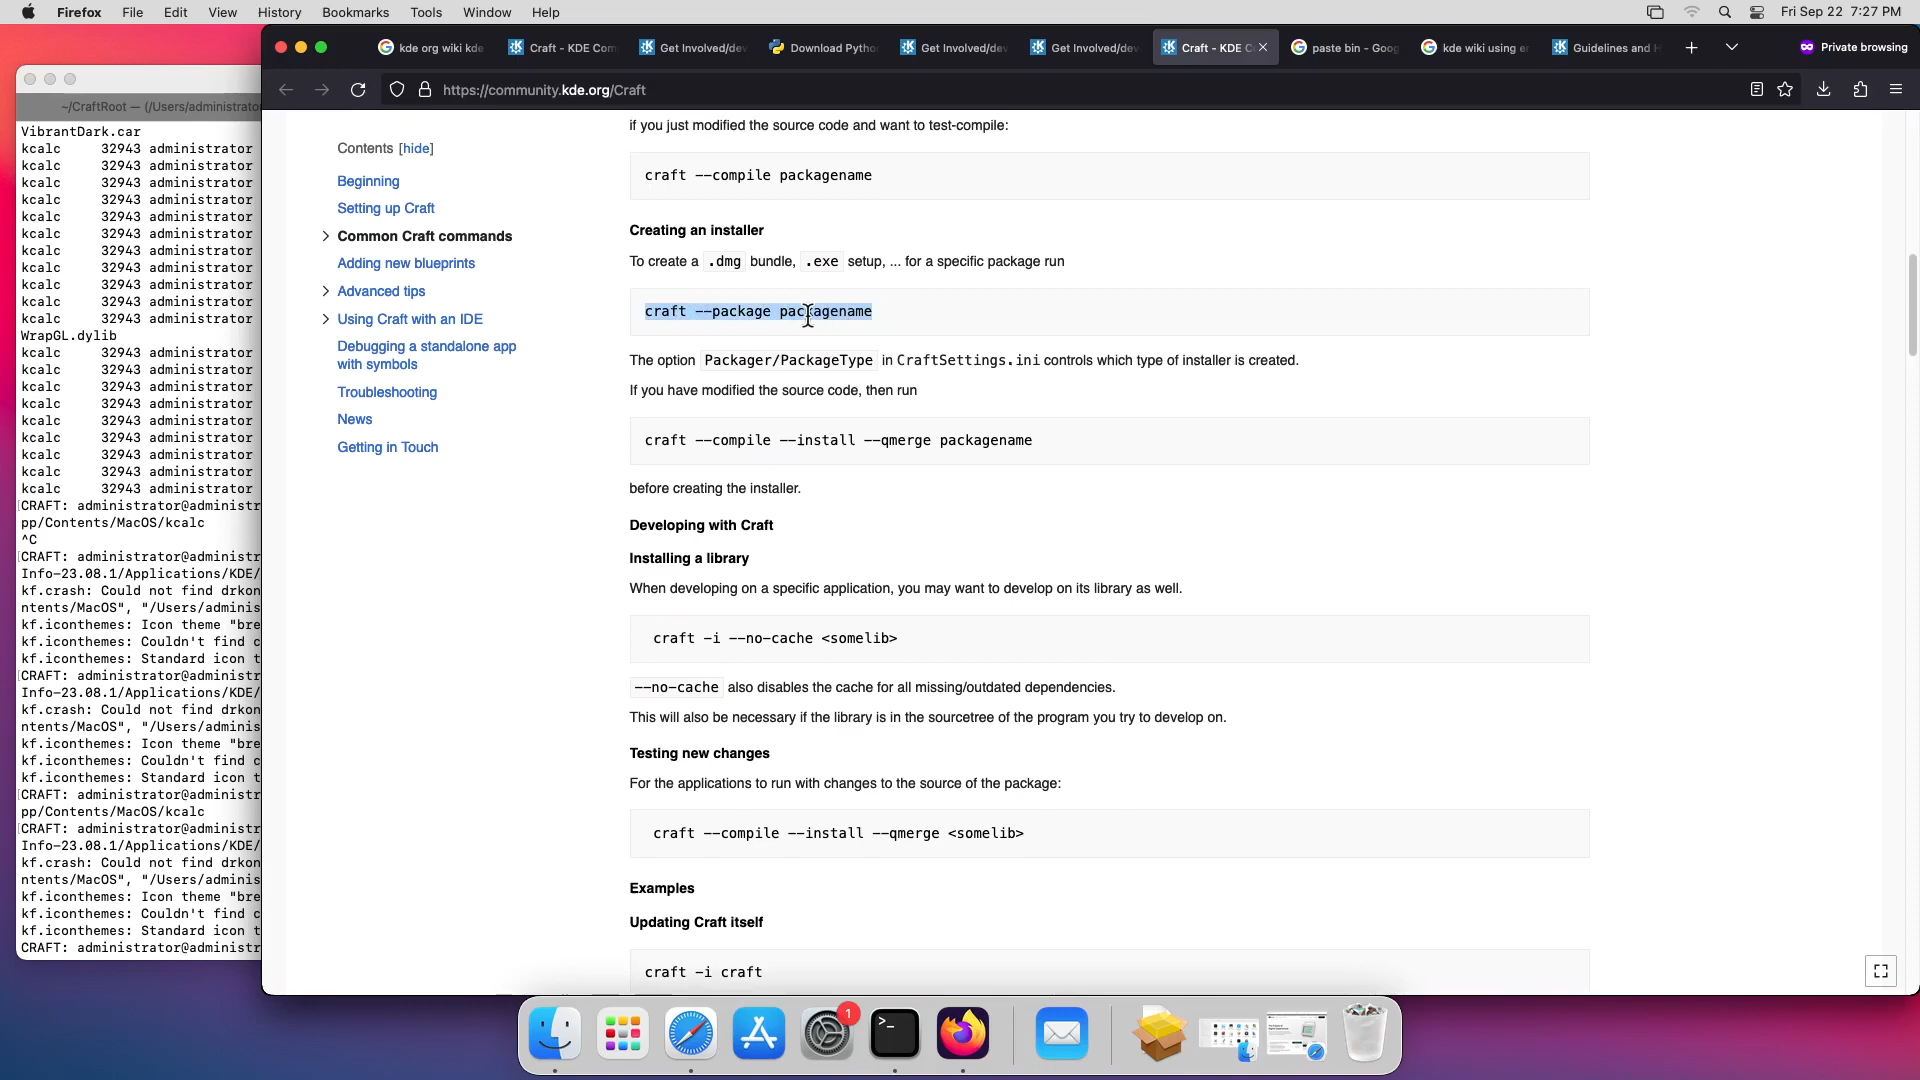 Firefox File Edit View History Bookmarks Tools Window Help Fri Sep 22 7:27 PM
kde org wiki kde Craft - KDE Com Get Involved/dev Download Pytho Get Involved/dev Get Involved/dev Craft - KDE C paste bin - Goog kde wiki using e Guidelines and H Private browsing
https://community.kde.org/Craft
~/CraftRoot — (/Users/administrator
VibrantDark.car
kcalc 32943 administrator
kcalc 32943 administrator
kcalc 32943 administrator
kcalc 32943 administrator
kcalc 32943 administrator
kcalc 32943 administrator
kcalc 32943 administrator
kcalc 32943 administrator
kcalc 32943 administrator
kcalc 32943 administrator
kcalc 32943 administrator
WrapGL.dylib
kcalc 32943 administrator
kcalc 32943 administrator
kcalc 32943 administrator
kcalc 32943 administrator
kcalc 32943 administrator
kcalc 32943 administrator
kcalc 32943 administrator
kcalc 32943 administrator
kcalc 32943 administrator
CRAFT: administrator@administr
pp/Contents/MacOS/kcalc
^C
CRAFT: administrator@administr
Info-23.08.1/Applications/KDE/
kf.crash: Could not find drkon
ntents/MacOS", "/Users/adminis
kf.iconthemes: Icon theme "bre
kf.iconthemes: Couldn't find c
kf.iconthemes: Standard icon t
CRAFT: administrator@administr
Info-23.08.1/Applications/KDE/
kf.crash: Could not find drkon
ntents/MacOS", "/Users/adminis
kf.iconthemes: Icon theme "bre
kf.iconthemes: Couldn't find c
kf.iconthemes: Standard icon t
CRAFT: administrator@administr
pp/Contents/MacOS/kcalc
CRAFT: administrator@administr
Info-23.08.1/Applications/KDE/
kf.crash: Could not find drkon
ntents/MacOS", "/Users/adminis
kf.iconthemes: Icon theme "bre
kf.iconthemes: Couldn't find c
kf.iconthemes: Standard icon t
CRAFT: administrator@administr
Contents [hide]
Beginning
Setting up Craft
Common Craft commands
Adding new blueprints
Advanced tips
Using Craft with an IDE
Debugging a standalone app
with symbols
Troubleshooting
News
Getting in Touch
if you just modified the source code and want to test-compile:
craft --compile packagename
Creating an installer
To create a .dmg bundle, .exe setup, ... for a specific package run
craft --package packagename
The option Packager/PackageType in CraftSettings.ini controls which type of installer is created.
If you have modified the source code, then run
craft --compile --install --qmerge packagename
before creating the installer.
Developing with Craft
Installing a library
When developing on a specific application, you may want to develop on its library as well.
craft -i --no-cache <somelib>
--no-cache also disables the cache for all missing/outdated dependencies.
This will also be necessary if the library is in the sourcetree of the program you try to develop on.
Testing new changes
For the applications to run with changes to the source of the package:
craft --compile --install --qmerge <somelib>
Examples
Updating Craft itself
craft -i craft
1